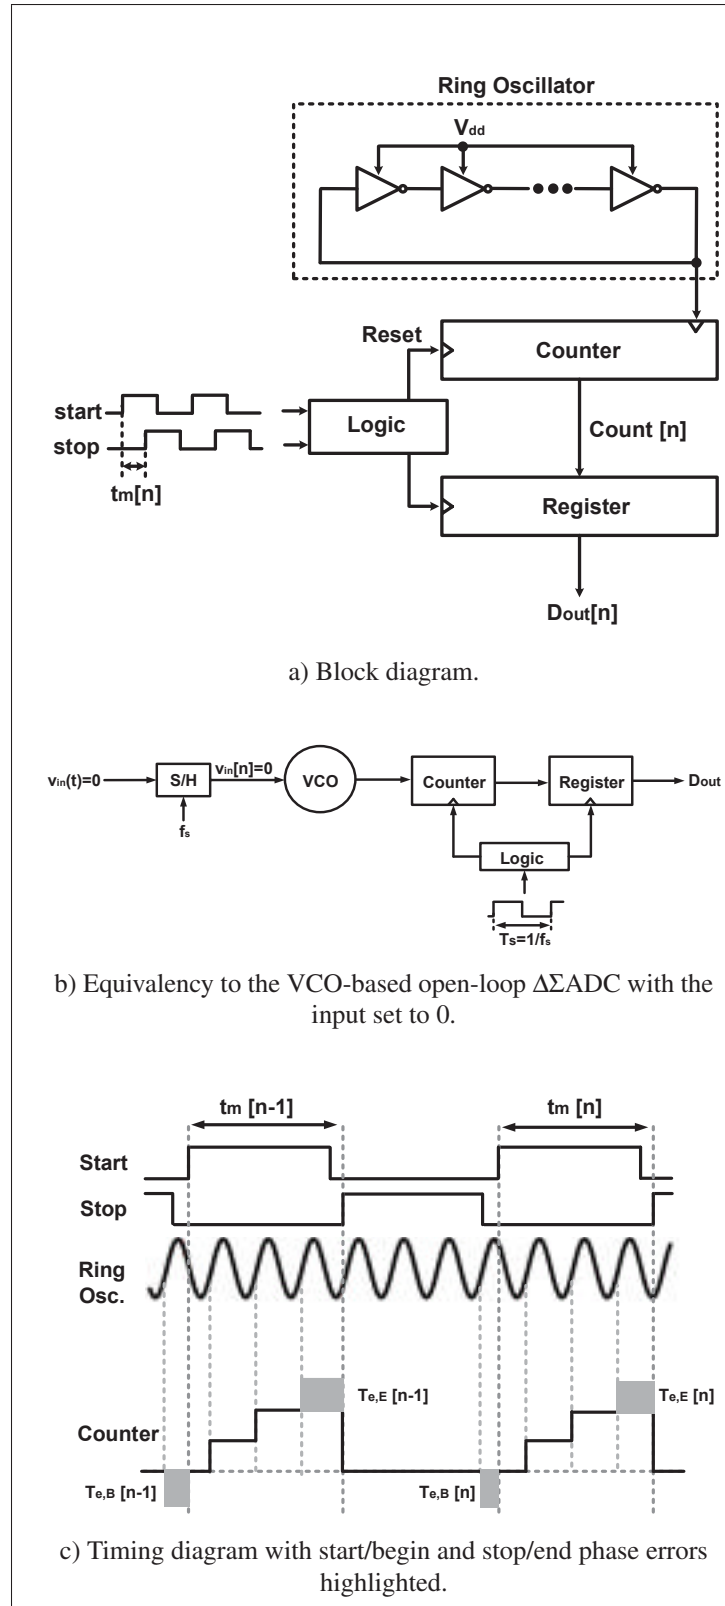 Ring Oscillator
Vdd
Reset
Counter
start
stop
Logic
Count [n]
tm[n]
Register
Dout[n]
a) Block diagram.
vin(t)=0
S/H
vin[n]=0
VCO
Counter
Register
Dout
fs
Logic
Ts=1/fs
b) Equivalency to the VCO-based open-loop ΔΣADC with the
input set to 0.
tm [n-1]
tm [n]
Start
Stop
Ring
Osc.
Te,E [n-1]
Te,E [n]
Counter
Te,B [n-1]
Te,B [n]
c) Timing diagram with start/begin and stop/end phase errors
highlighted.